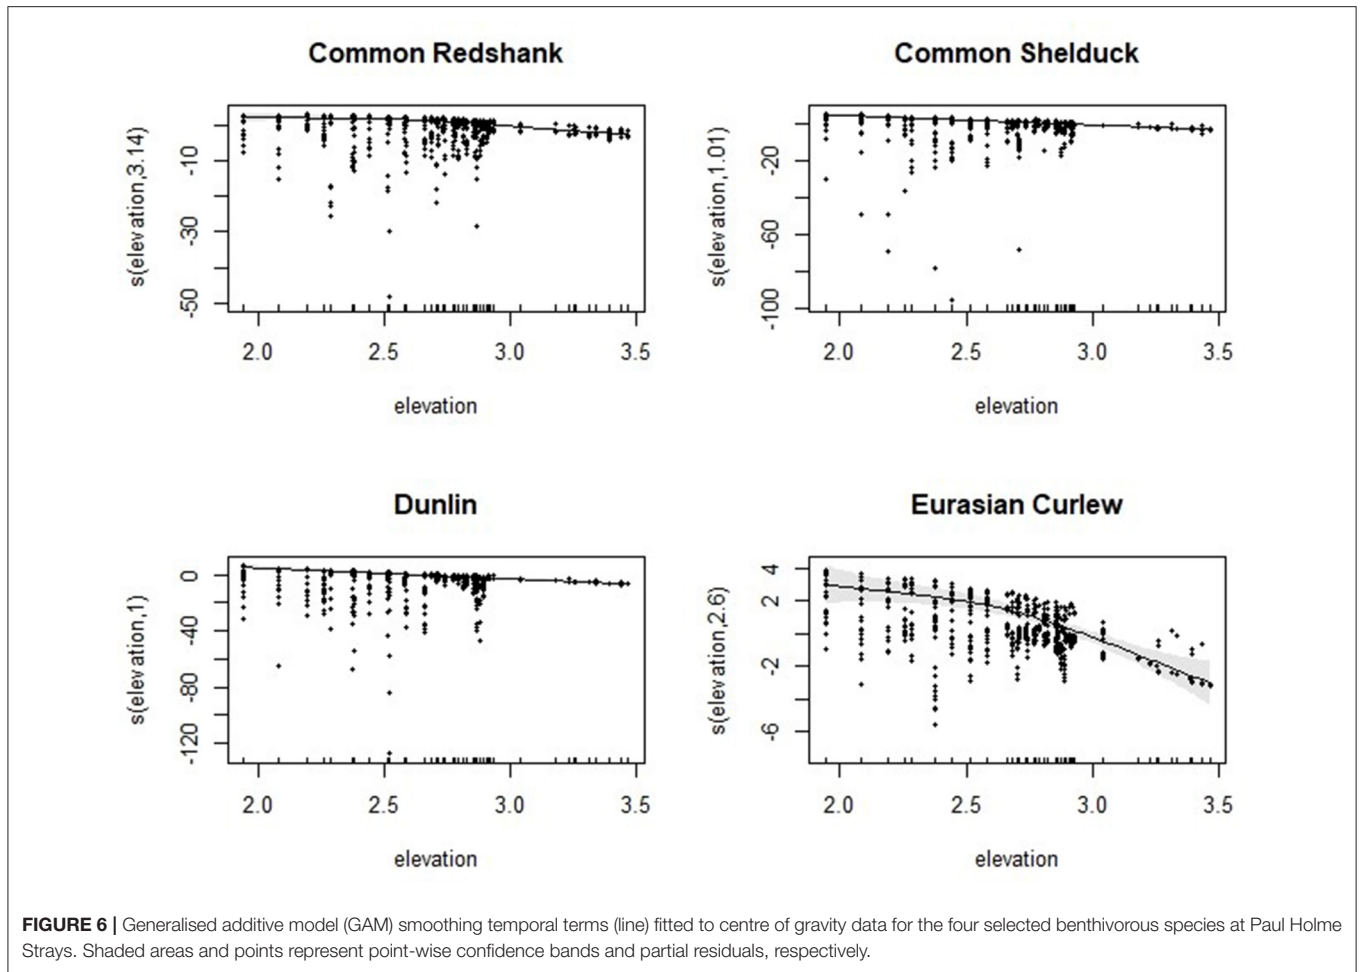 Common Redshank
s(elevation,3.14)
-10
-30
-50
2.0 2.5 3.0 3.5
elevation
Common Shelduck
s(elevation,1.01)
-20
-60
-100
2.0 2.5 3.0 3.5
elevation
Dunlin
s(elevation,1)
0
-40
-80
-120
2.0 2.5 3.0 3.5
elevation
Eurasian Curlew
s(elevation,2.6)
4
2
-2
-6
2.0 2.5 3.0 3.5
elevation
FIGURE 6 | Generalised additive model (GAM) smoothing temporal terms (line) fitted to centre of gravity data for the four selected benthivorous species at Paul Holme
Strays. Shaded areas and points represent point-wise confidence bands and partial residuals, respectively.